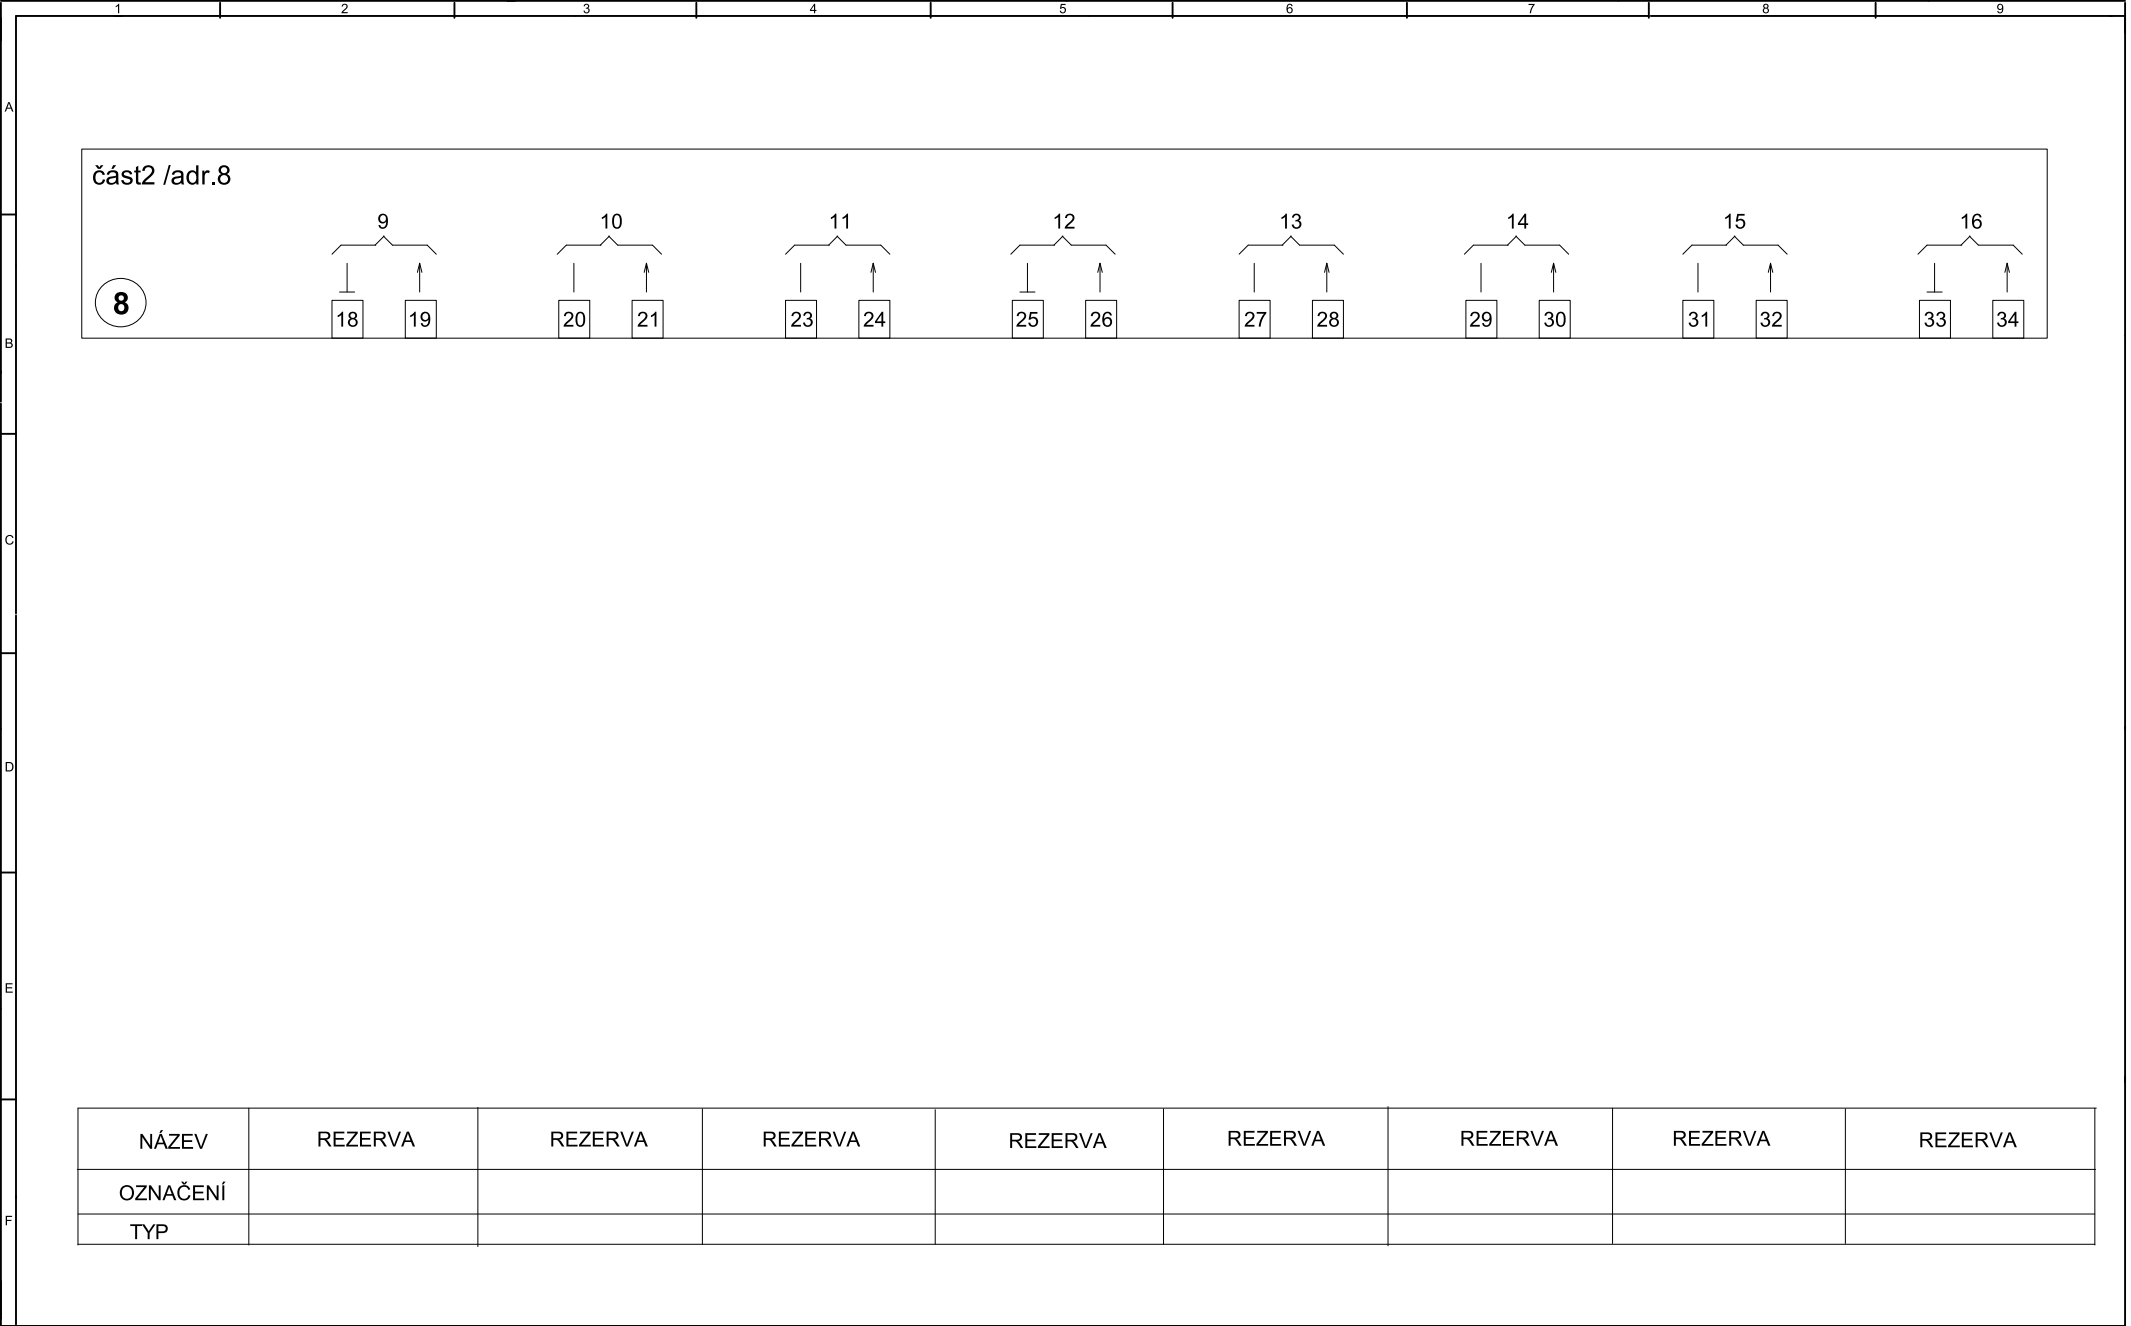 1 2 3 4 5 6 7 8 9
A
část2 /adr.8
9 10 11 12 13 14 15 16
8
18 19 20 21 23 24 25 26 27 28 29 30 31 32 33 34
B
C
D
E
NÁZEV REZERVA REZERVA REZERVA REZERVA REZERVA REZERVA REZERVA REZERVA
OZNAČENÍ
F
TYP